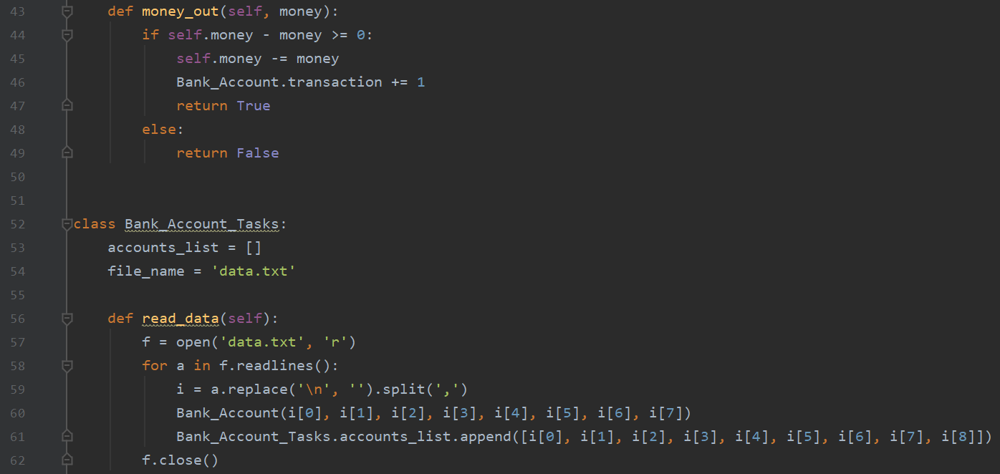 43 def money_out(self, money):
44 if self.money - money >= 0:
45 self.money -= money
46 Bank_Account.transaction += 1
47 return True
48 else:
49 return False
50
51
52 class Bank_Account_Tasks:
53 accounts_list = []
54 file_name = 'data.txt'
55
56 def read_data(self):
57 f = open('data.txt', 'r')
58 for a in f.readlines():
59 i = a.replace('\n', '').split(',')
60 Bank_Account(i[0], i[1], i[2], i[3], i[4], i[5], i[6], i[7])
61 Bank_Account_Tasks.accounts_list.append([i[0], i[1], i[2], i[3], i[4], i[5], i[6], i[7], i[8]])
62 f.close()